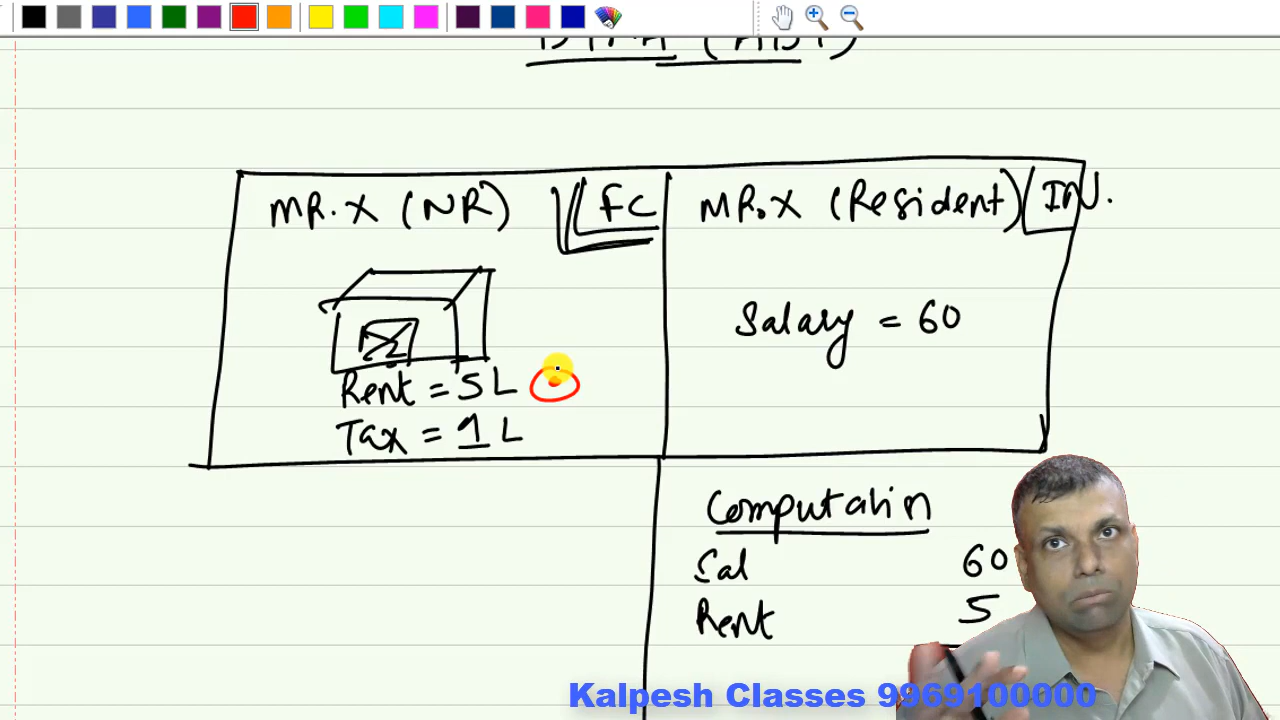 MR. X (NR) FC
MR. X (Resident) IN.
Salary = 60
Rent = 5 L
Tax = 1 L
Computatin
Sal 60
Rent 5
Kalpesh Classes 9969100000